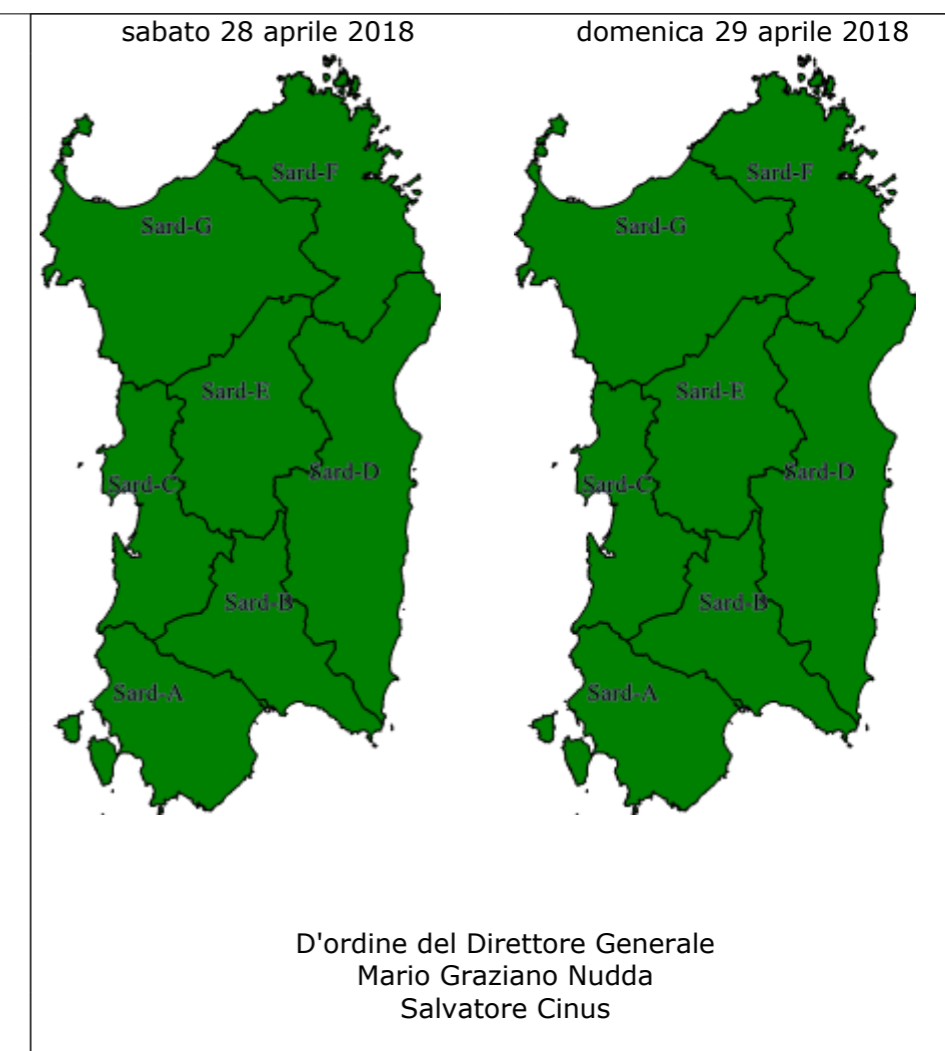 sabato 28 aprile 2018
domenica 29 aprile 2018
Sard-F
Sard-G
Sard-E
Sard-D
Sard-C
Sard-B
Sard-A
Sard-F
Sard-G
Sard-E
Sard-D
Sard-C
Sard-B
Sard-A
D'ordine del Direttore Generale
Mario Graziano Nudda
Salvatore Cinus